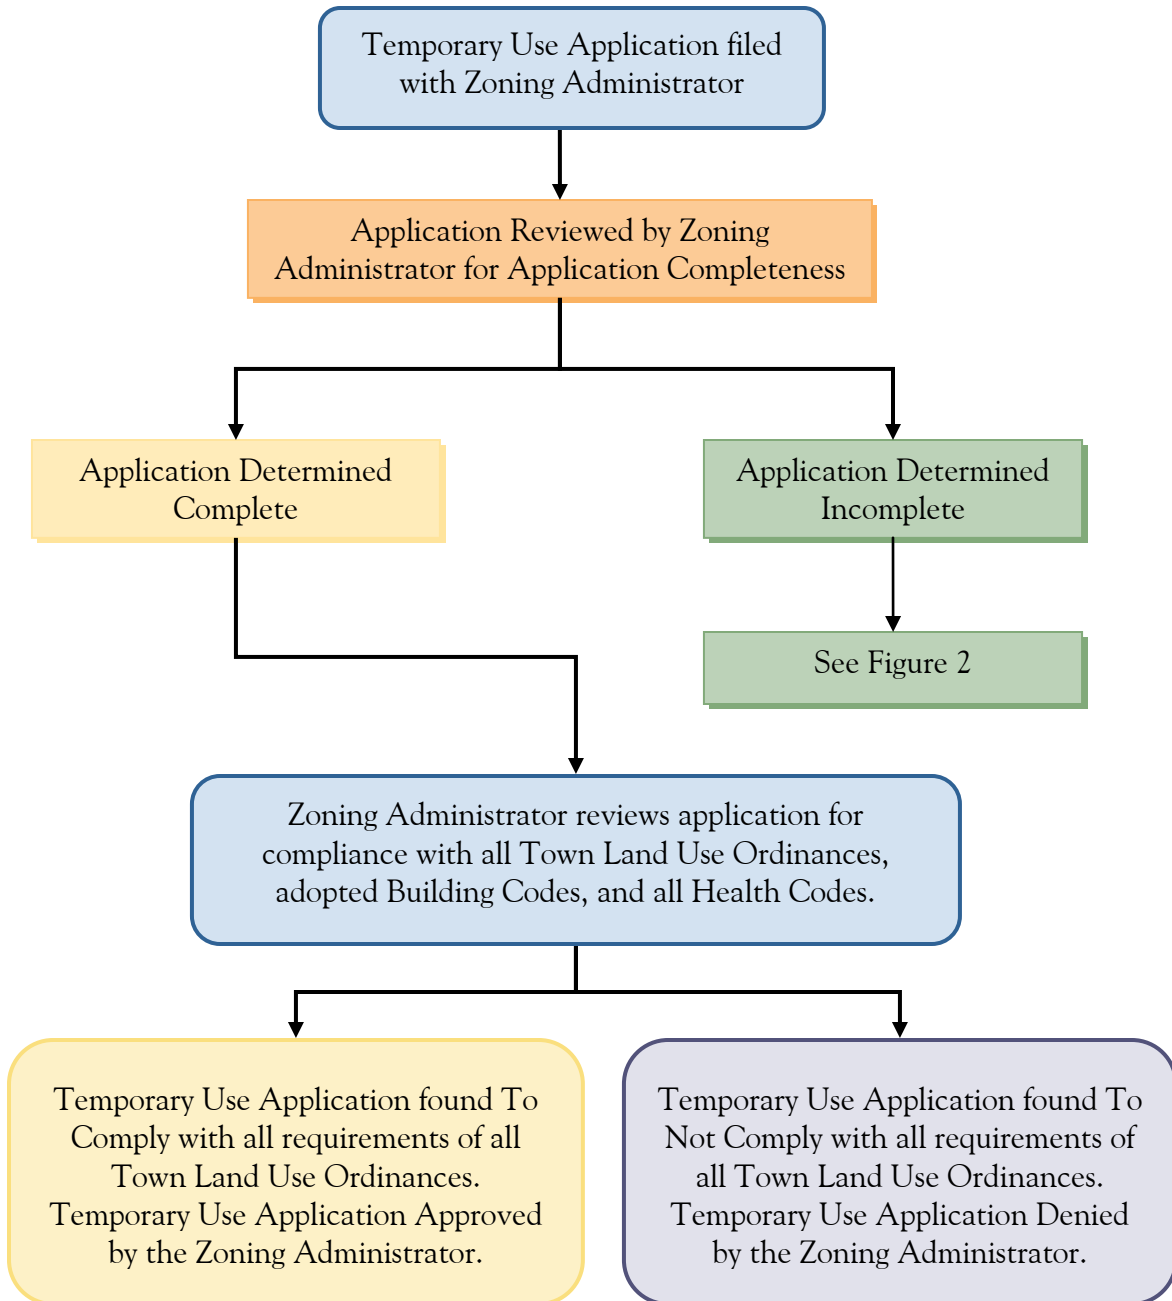 Temporary Use Application filed
with Zoning Administrator
Application Reviewed by Zoning
Administrator for Application Completeness
Application Determined
Complete
Application Determined
Incomplete
See Figure 2
Zoning Administrator reviews application for
compliance with all Town Land Use Ordinances,
adopted Building Codes, and all Health Codes.
Temporary Use Application found To
Comply with all requirements of all
Town Land Use Ordinances.
Temporary Use Application Approved
by the Zoning Administrator.
Temporary Use Application found To
Not Comply with all requirements of
all Town Land Use Ordinances.
Temporary Use Application Denied
by the Zoning Administrator.